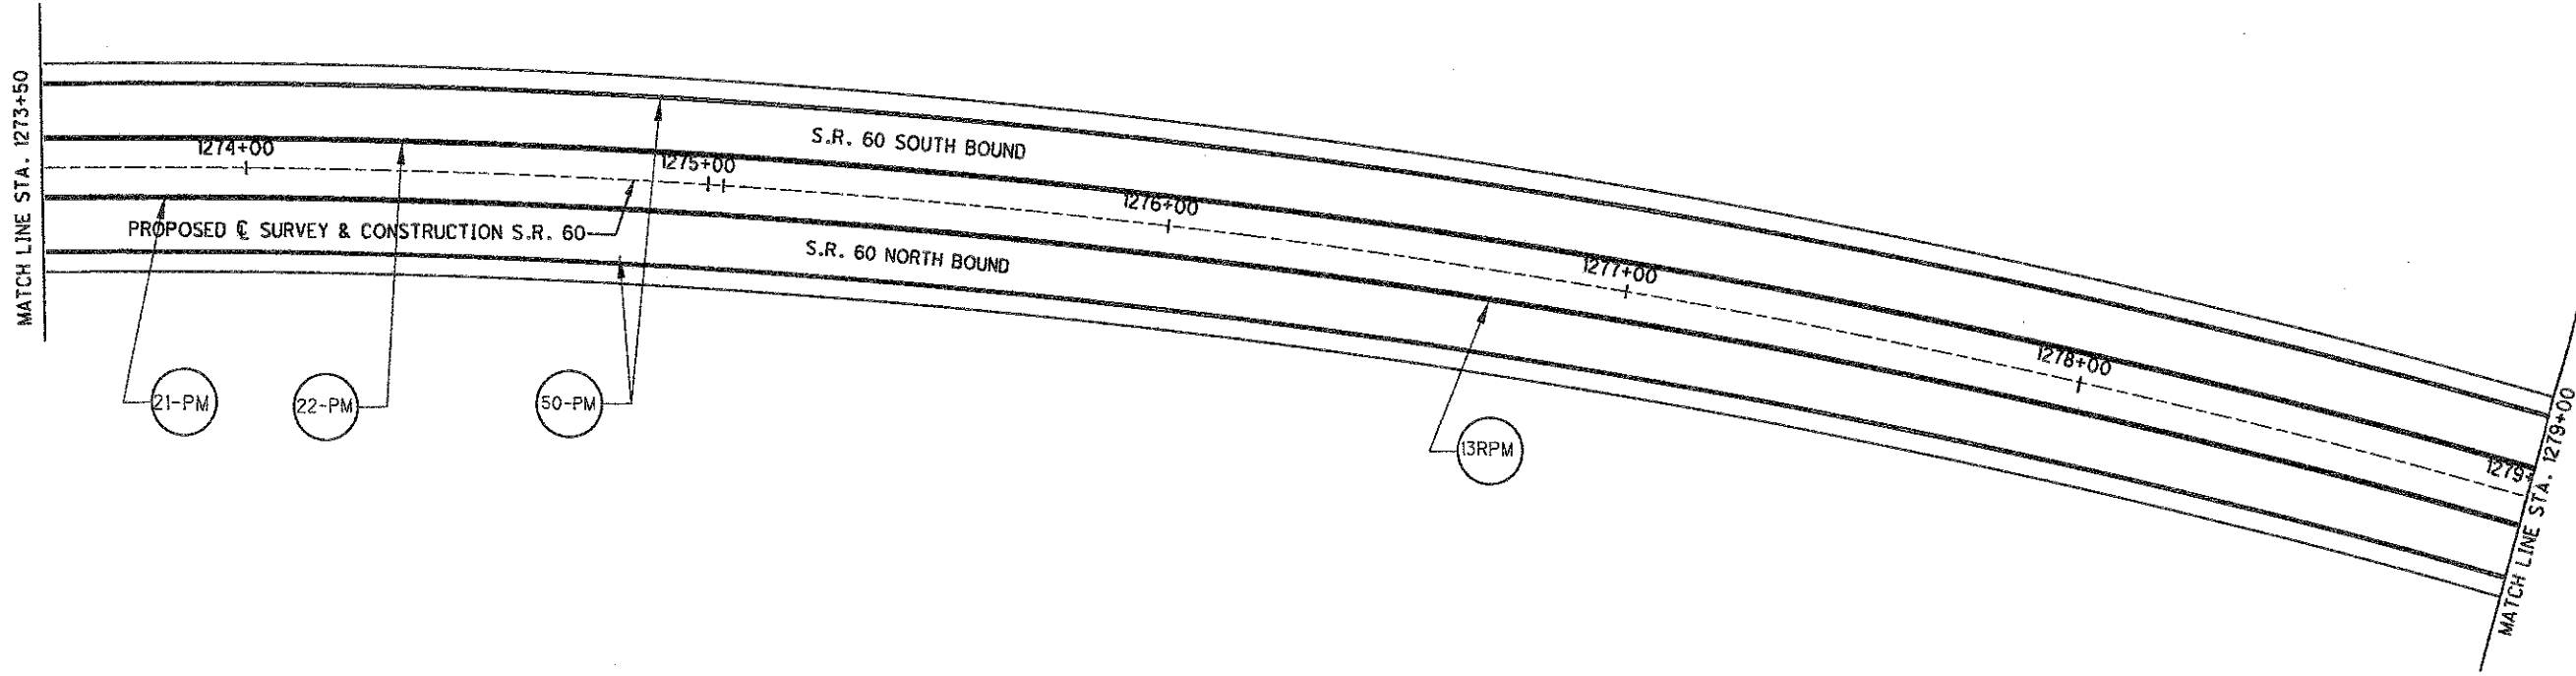 MATCH LINE STA. 1273+50
1274+00
1275+00
S.R. 60 SOUTH BOUND
1276+00
PROPOSED ℄ SURVEY & CONSTRUCTION S.R. 60
S.R. 60 NORTH BOUND
1277+00
1278+00
1279+
MATCH LINE STA. 1279+00
21-PM
22-PM
50-PM
13RPM